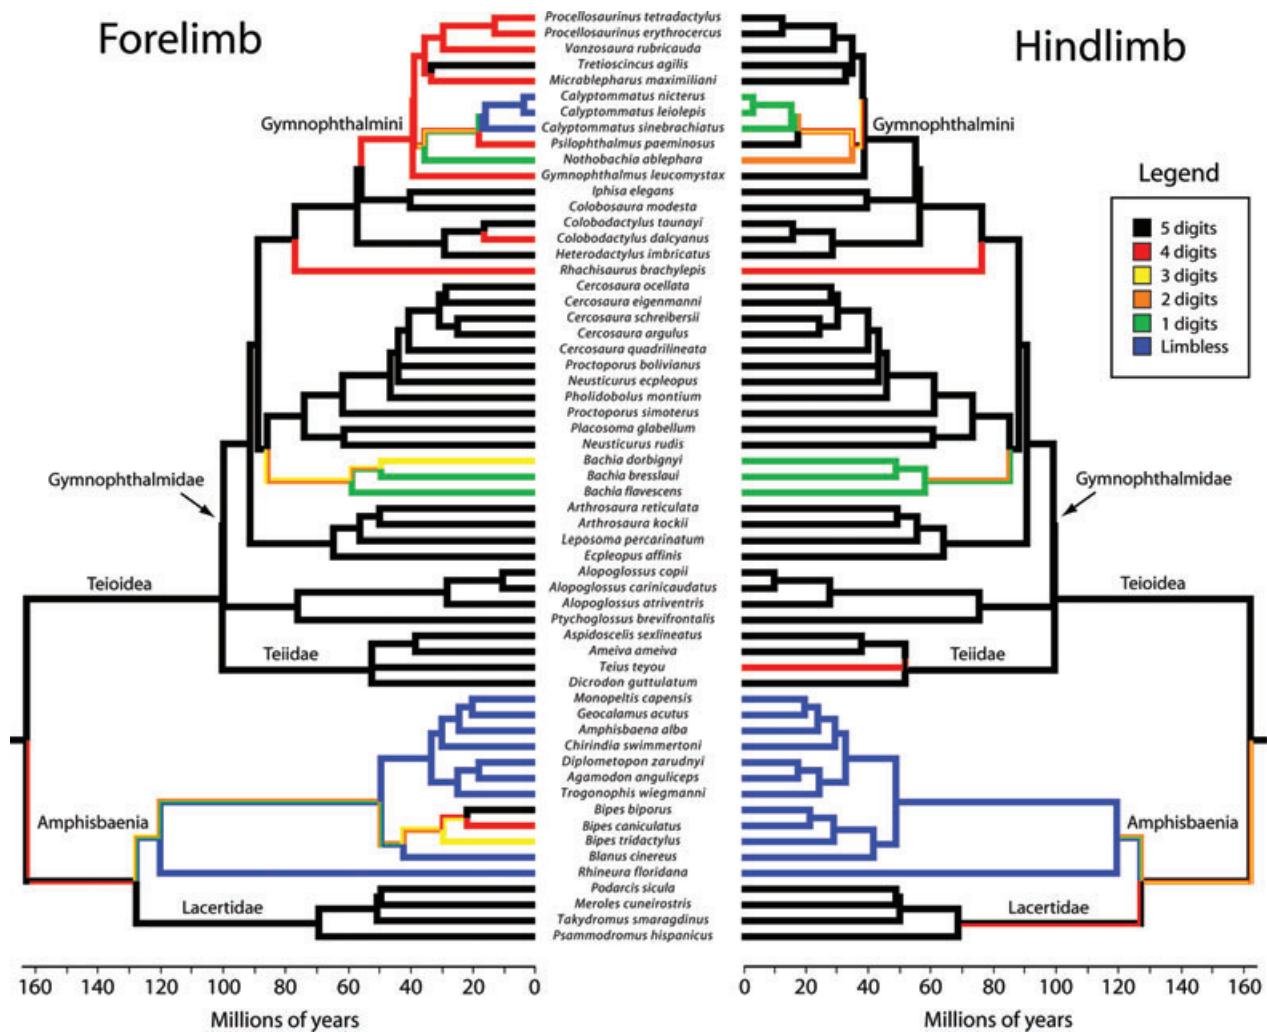 Forelimb
Hindlimb
Procellosaurinus tetradactylus
Procellosaurinus erythrocercus
Vanzosaura rubricauda
Tretioscincus agilis
Micrablepharus maximiliani
Calyptommatus nicterus
Calyptommatus leiolepis
Calyptommatus sinebrachiatus
Psilophthalmus paeminosus
Nothobachia ablephara
Gymnophthalmus leucomystax
Iphisa elegans
Colobosaura modesta
Colobodactylus taunayi
Colobodactylus dalcyanus
Heterodactylus imbricatus
Rhachisaurus brachylepis
Cercosaura ocellata
Cercosaura eigenmanni
Cercosaura schreibersii
Cercosaura argulus
Cercosaura quadrilineata
Proctoporus bolivianus
Neusticurus ecpleopus
Pholidobolus montium
Proctoporus simoterus
Placosoma glabellum
Neusticurus rudis
Bachia dorbignyi
Bachia bresslaui
Bachia flavescens
Arthrosaura reticulata
Arthrosaura kockii
Leposoma percarinatum
Ecpleopus affinis
Alopoglossus copii
Alopoglossus carinicaudatus
Alopoglossus atriventris
Ptychoglossus brevifrontalis
Aspidoscelis sexlineatus
Ameiva ameiva
Teius teyou
Dicrodon guttulatum
Monopeltis capensis
Geocalamus acutus
Amphisbaena alba
Chirindia swimmertoni
Diplometopon zarudnyi
Agamodon anguliceps
Trogonophis wiegmanni
Bipes biporus
Bipes caniculatus
Bipes tridactylus
Blanus cinereus
Rhineura floridana
Podarcis sicula
Meroles cuneirostris
Takydromus smaragdinus
Psammodromus hispanicus
Gymnophthalmini
Gymnophthalmidae
Teioidea
Teiidae
Amphisbaenia
Lacertidae
160 140 120 100 80 60 40 20 0
Millions of years
Gymnophthalmini
Gymnophthalmidae
Teioidea
Teiidae
Amphisbaenia
Lacertidae
0 20 40 60 80 100 120 140 160
Millions of years
Legend
5 digits
4 digits
3 digits
2 digits
1 digits
Limbless